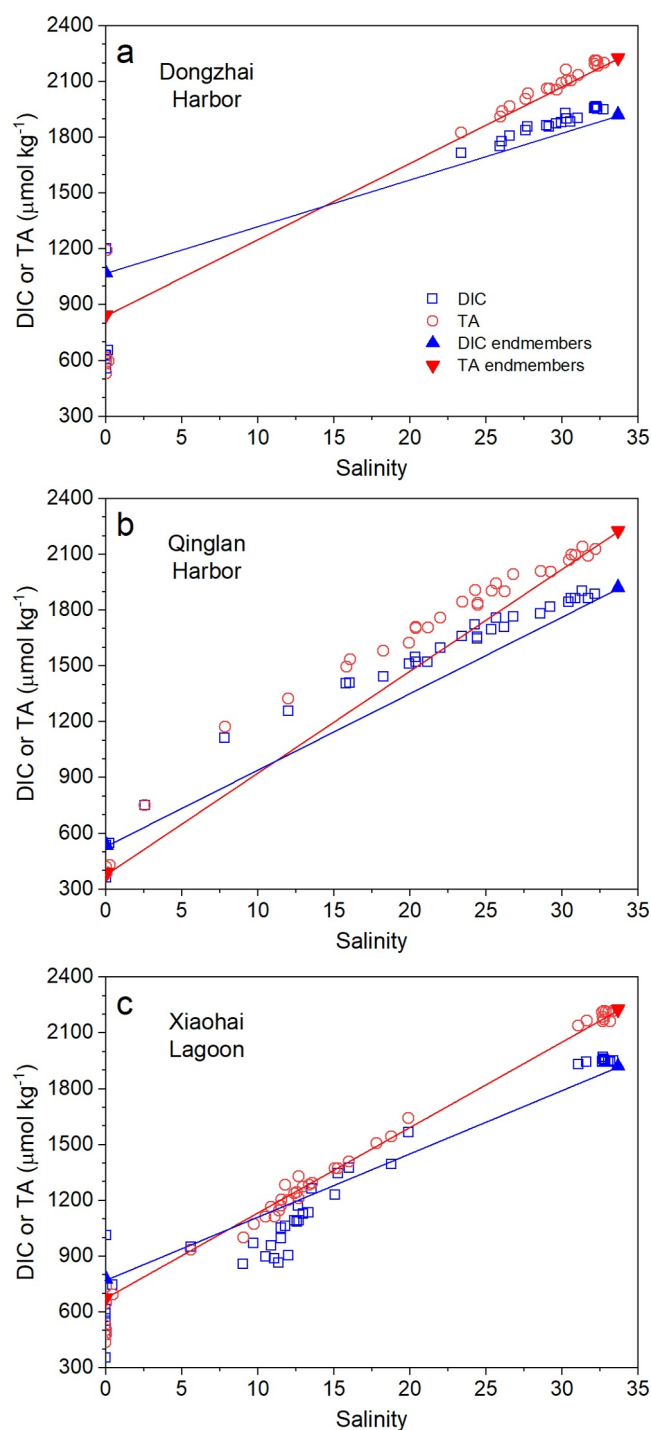 a
Dongzhai
Harbor
DIC or TA (μmol kg⁻¹)
2400
2100
1800
1500
1200
900
600
300
DIC
TA
DIC endmembers
TA endmembers
0 5 10 15 20 25 30 35
Salinity
b
Qinglan
Harbor
DIC or TA (μmol kg⁻¹)
2400
2100
1800
1500
1200
900
600
300
0 5 10 15 20 25 30 35
Salinity
c
Xiaohai
Lagoon
DIC or TA (μmol kg⁻¹)
2400
2100
1800
1500
1200
900
600
300
0 5 10 15 20 25 30 35
Salinity